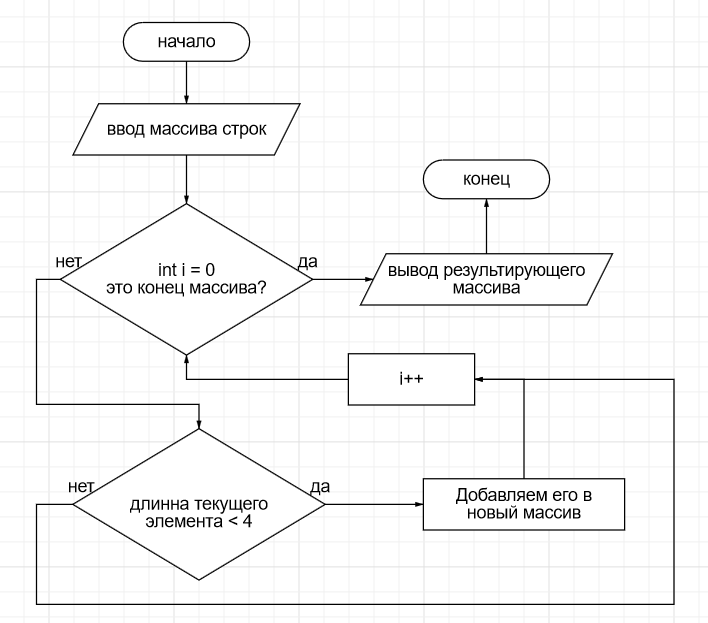 начало
ввод массива строк
конец
нет
int i = 0
это конец массива?
да
вывод результирующего
массива
i++
нет
длинна текущего
элемента < 4
да
Добавляем его в
новый массив